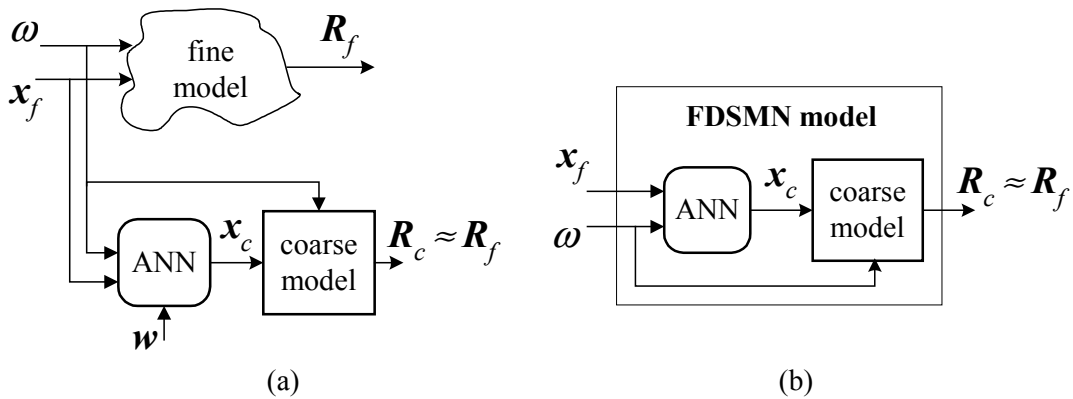 ω
x_f
fine
model
R_f
ANN
w
x_c
coarse
model
R_c ≈ R_f
(a)
FDSMN model
x_f
ω
ANN
x_c
coarse
model
R_c ≈ R_f
(b)